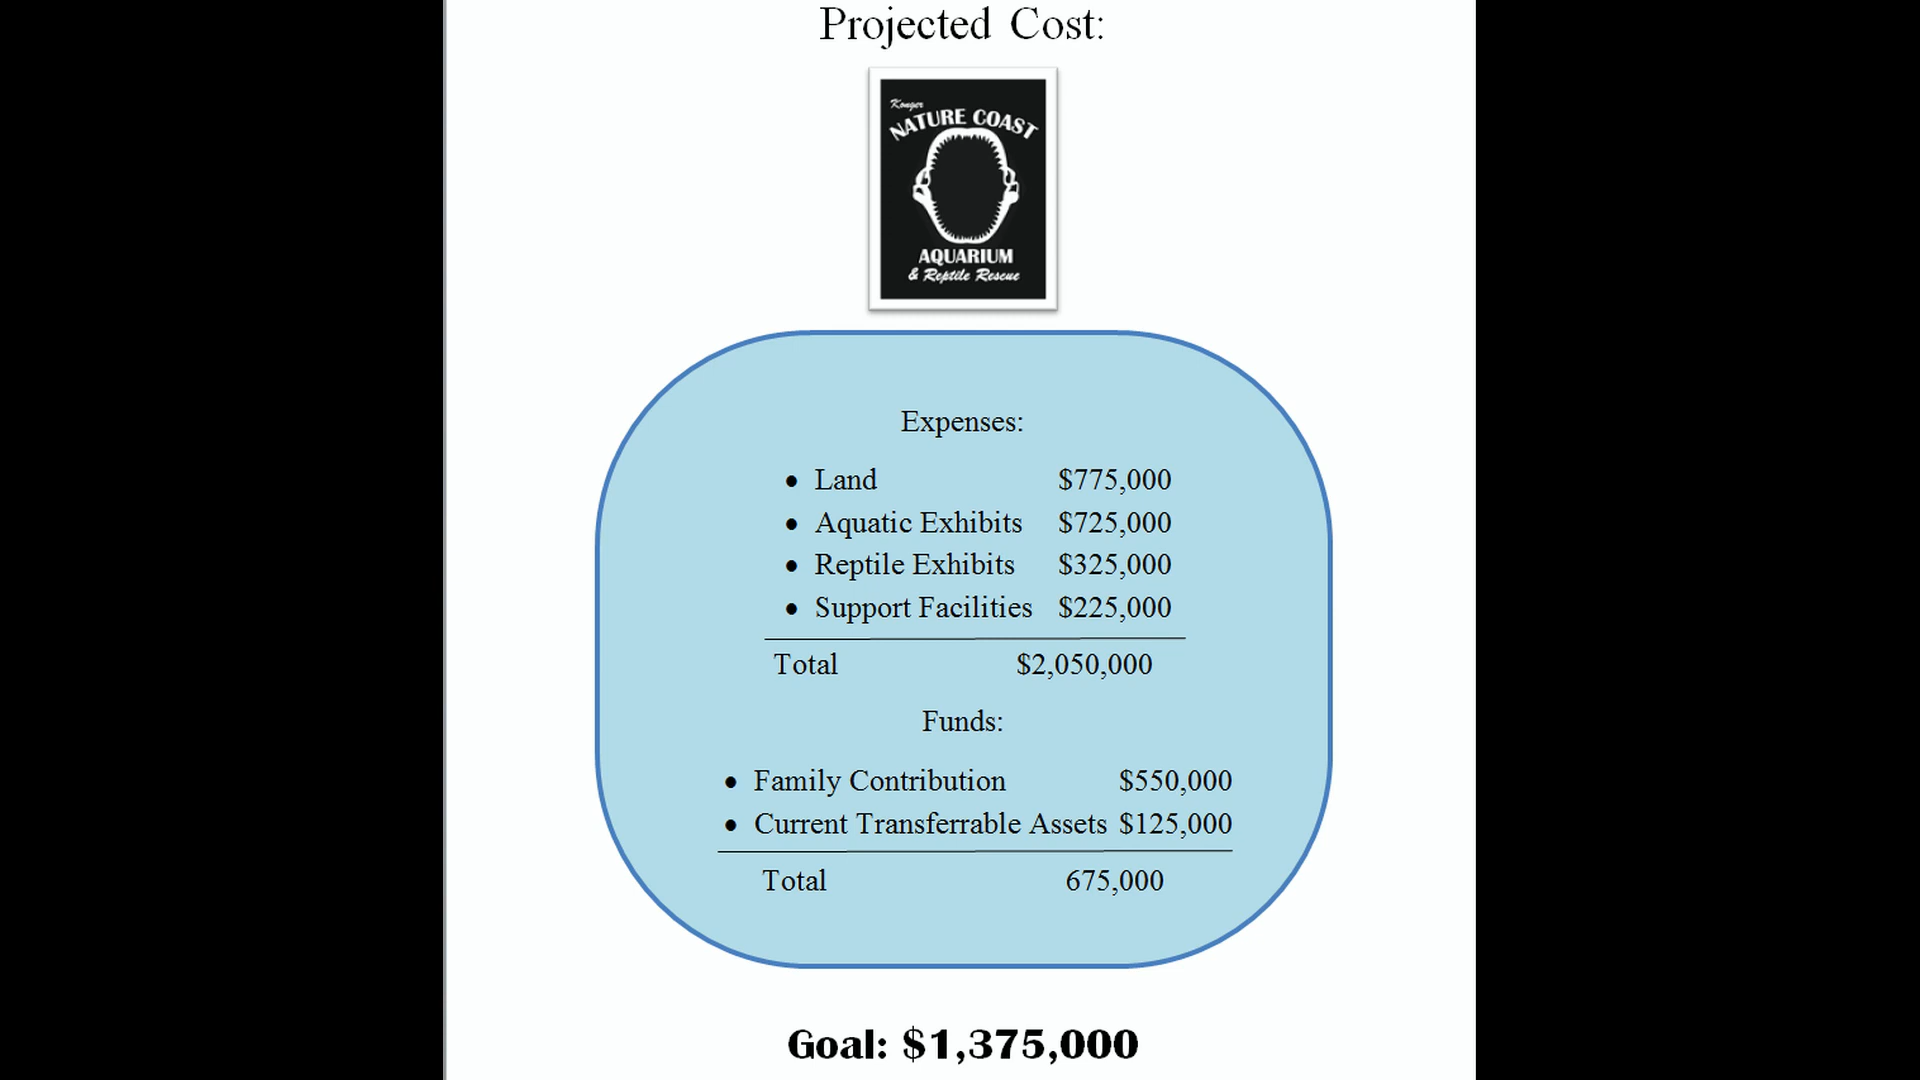 Projected Cost:
Konger
NATURE COAST
AQUARIUM
& Reptile Rescue
Expenses:
• Land $775,000
• Aquatic Exhibits $725,000
• Reptile Exhibits $325,000
• Support Facilities $225,000
Total $2,050,000
Funds:
• Family Contribution $550,000
• Current Transferrable Assets $125,000
Total 675,000
Goal: $1,375,000